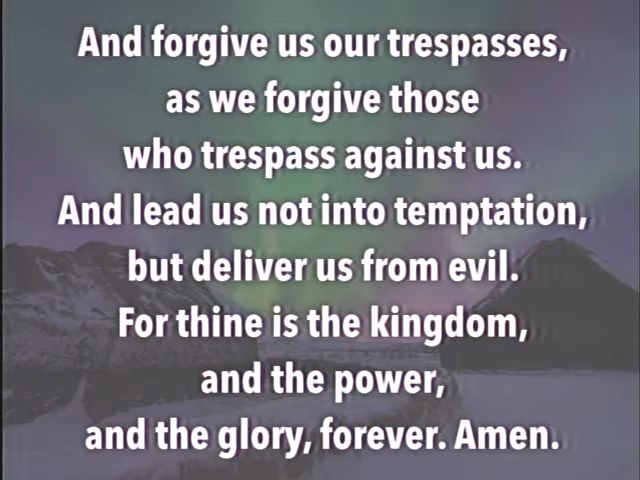 And forgive us our trespasses,
as we forgive those
who trespass against us.
And lead us not into temptation,
but deliver us from evil.
For thine is the kingdom,
and the power,
and the glory, forever. Amen.